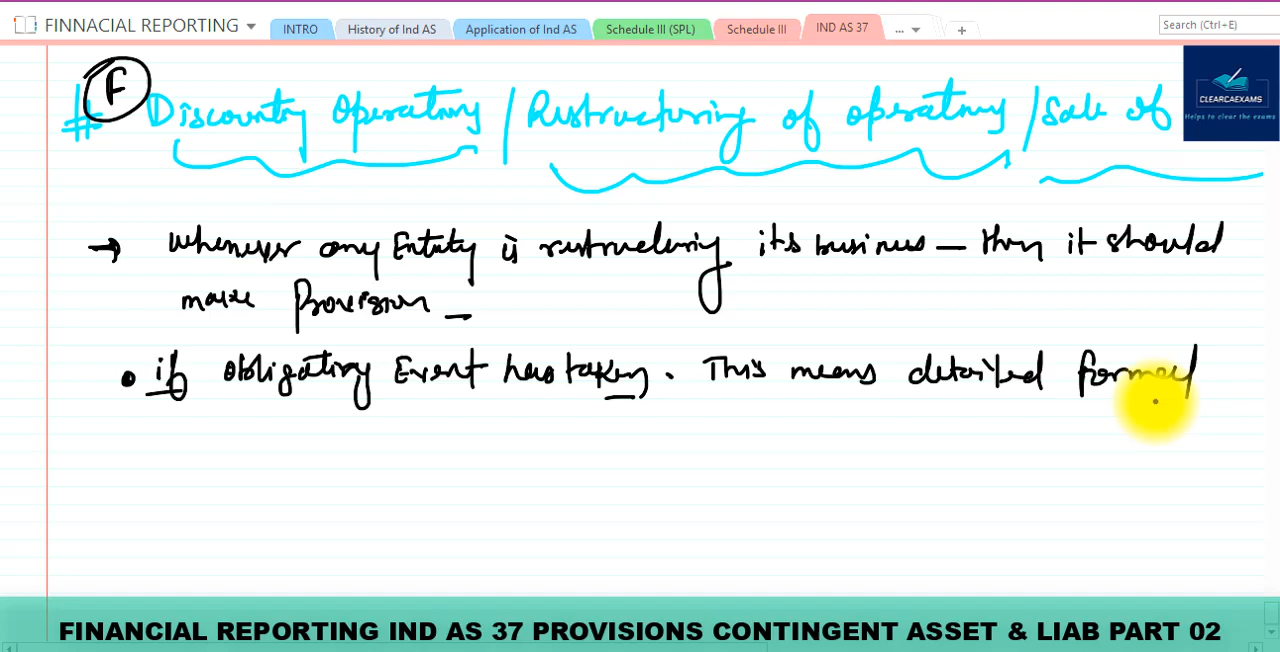 FINNACIAL REPORTING
INTRO
History of Ind AS
Application of Ind AS
Schedule III (SPL)
Schedule III
IND AS 37
...
Search (Ctrl+E)
CLEARCAEXAMS
Helps to clear the exams
F
# Discounting operations / Restructuring of operations / Sale of
→ Whenever any Entity is restructuring its business — then it should
make Provision —
• if obligating Event has taken. This means detailed formal
FINANCIAL REPORTING IND AS 37 PROVISIONS CONTINGENT ASSET & LIAB PART 02